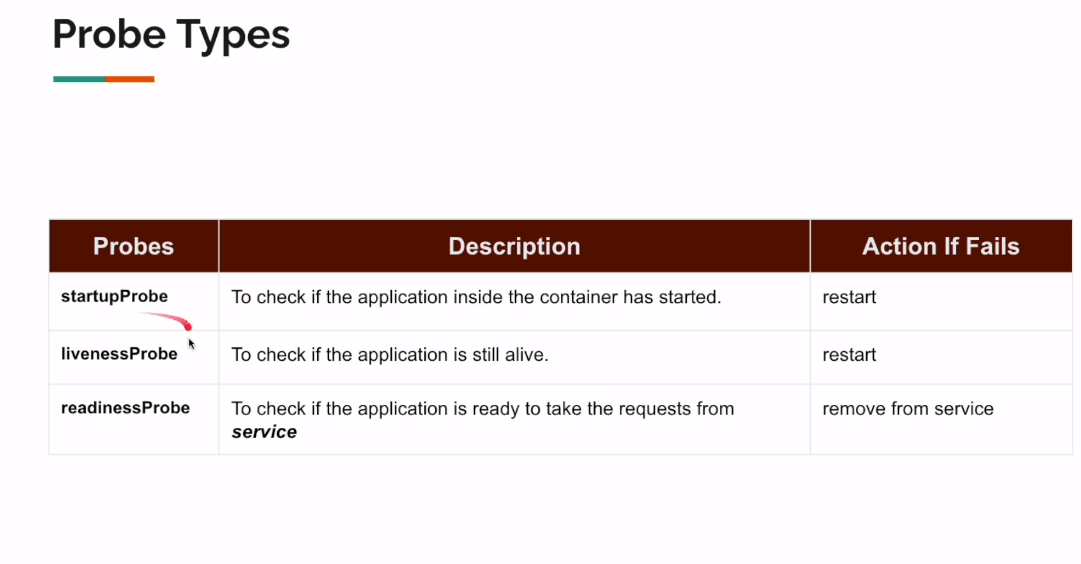 Probe Types
Probes Description Action If Fails
startupProbe To check if the application inside the container has started. restart
livenessProbe To check if the application is still alive. restart
readinessProbe To check if the application is ready to take the requests from remove from service
service